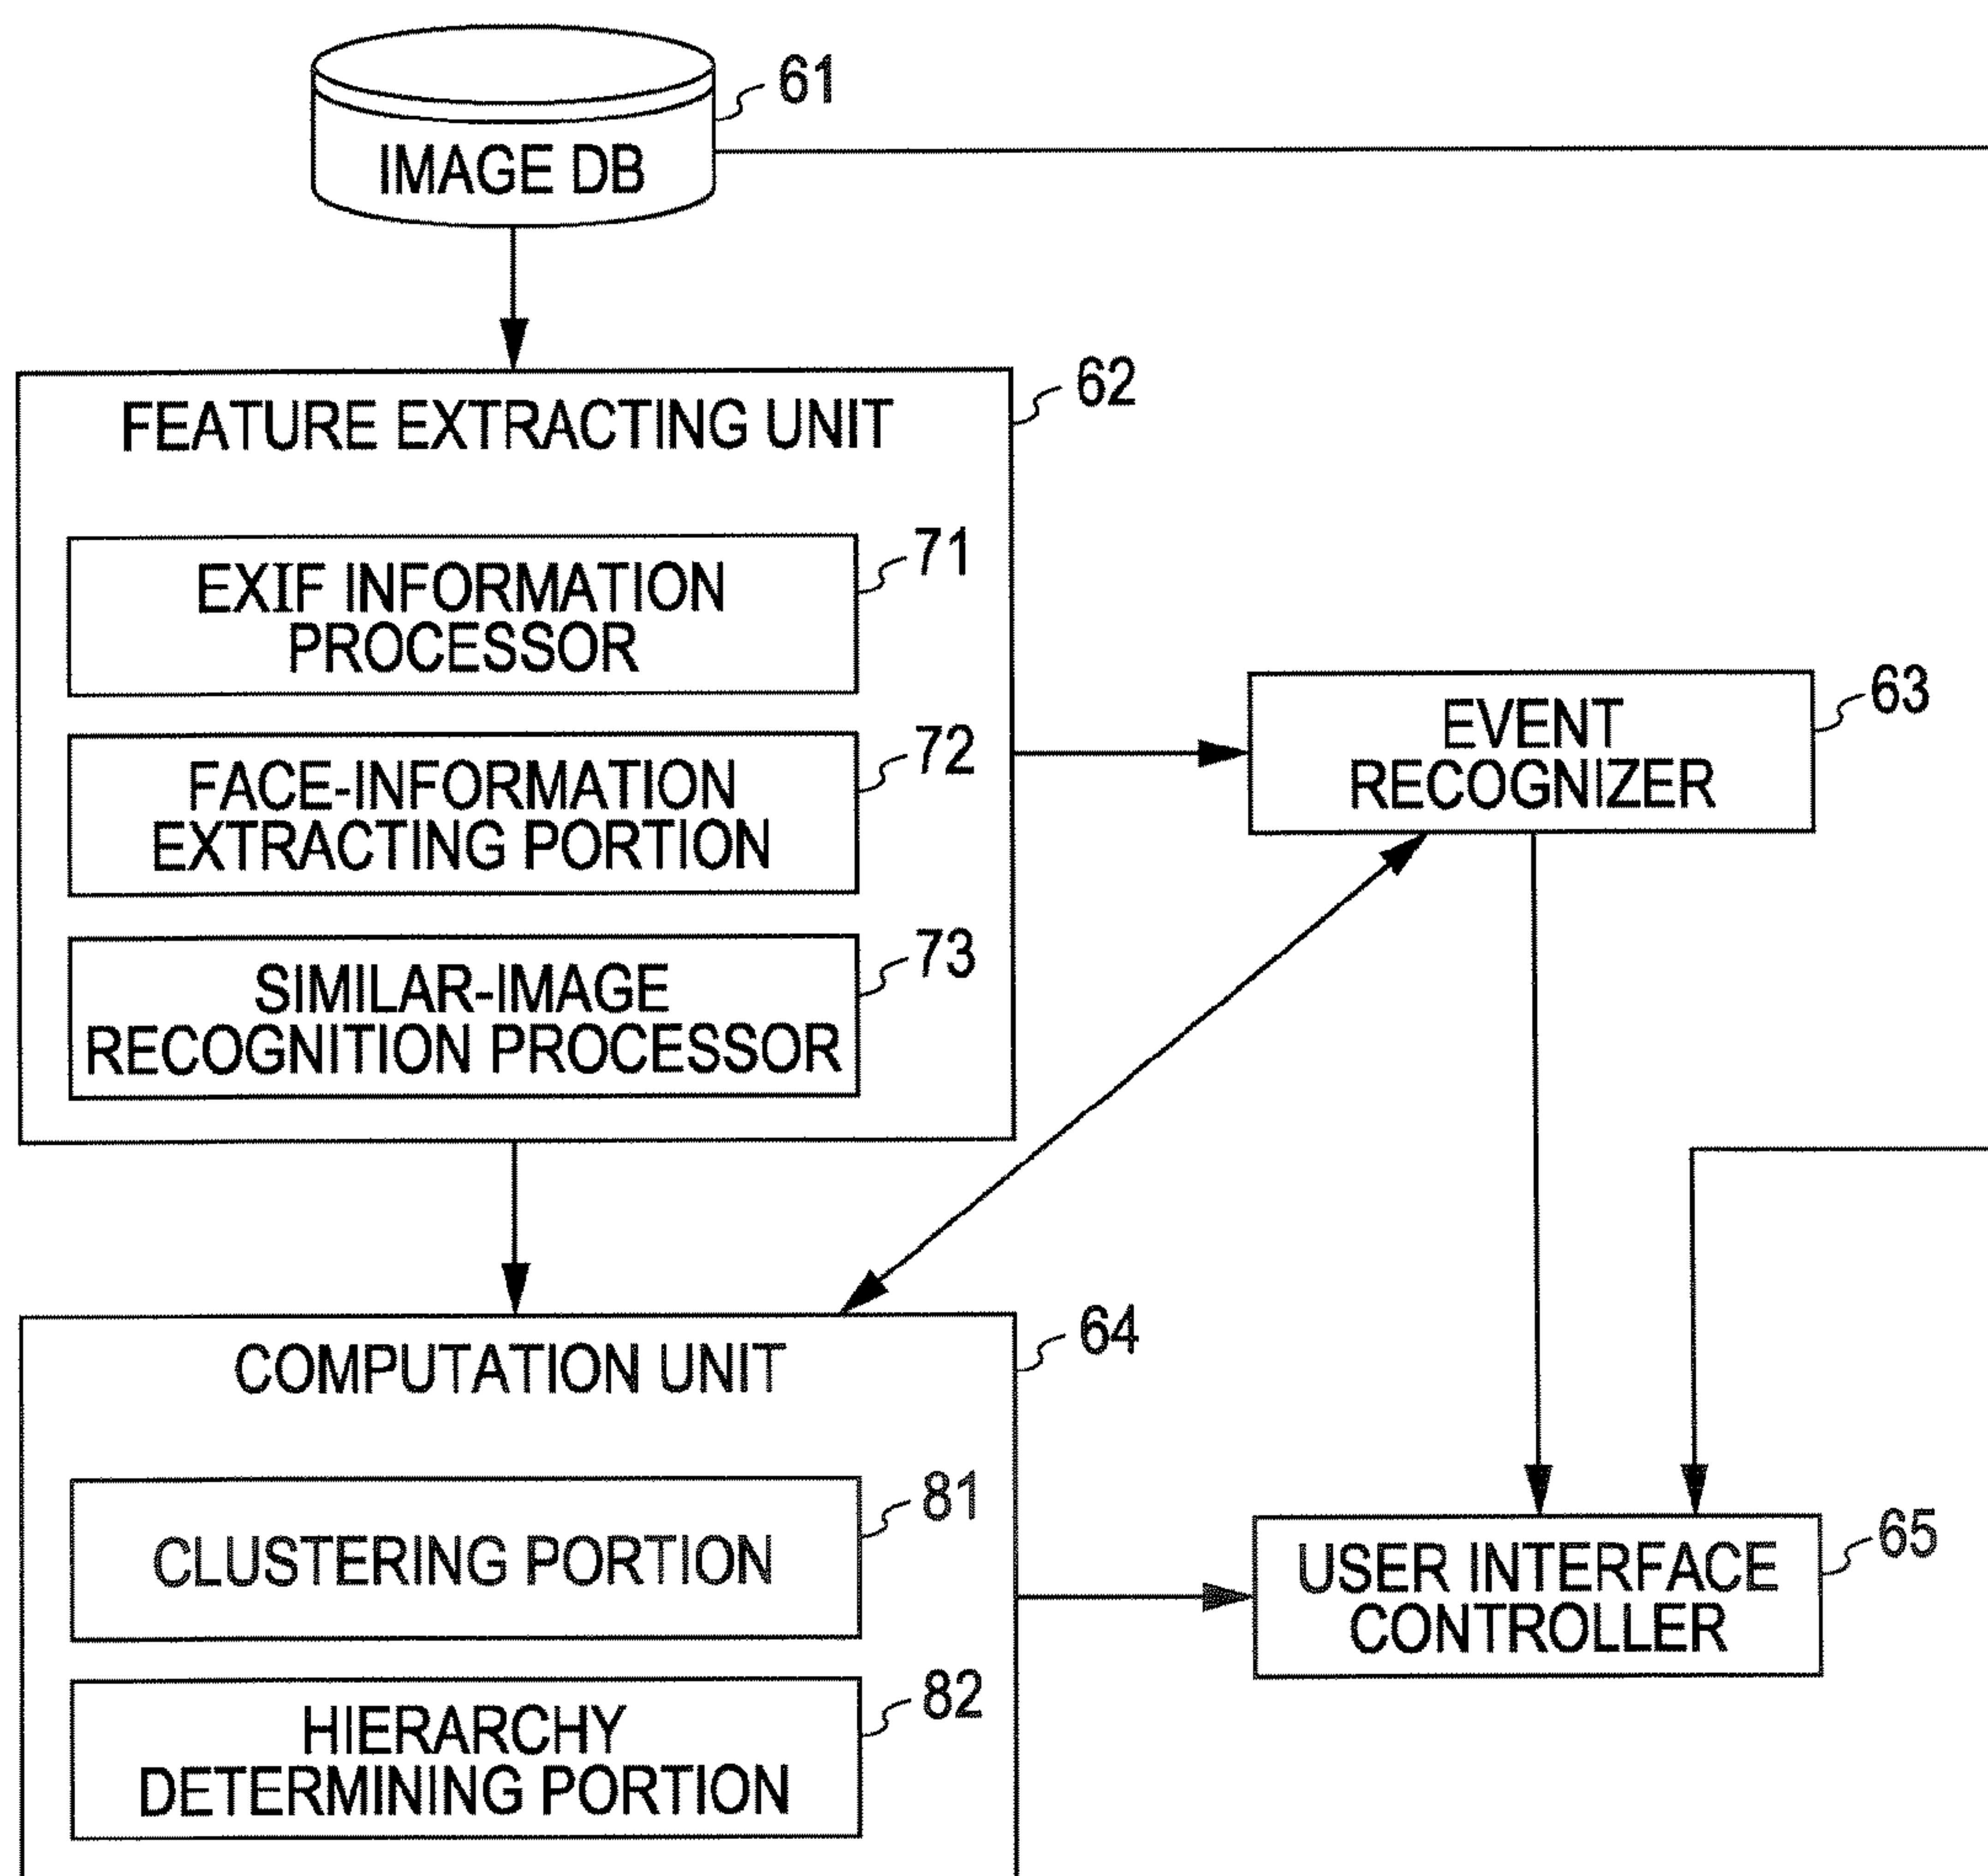 61
IMAGE DB
62
FEATURE EXTRACTING UNIT
71
EXIF INFORMATION
PROCESSOR
72
FACE-INFORMATION
EXTRACTING PORTION
73
SIMILAR-IMAGE
RECOGNITION PROCESSOR
63
EVENT
RECOGNIZER
64
COMPUTATION UNIT
81
CLUSTERING PORTION
82
HIERARCHY
DETERMINING PORTION
65
USER INTERFACE
CONTROLLER